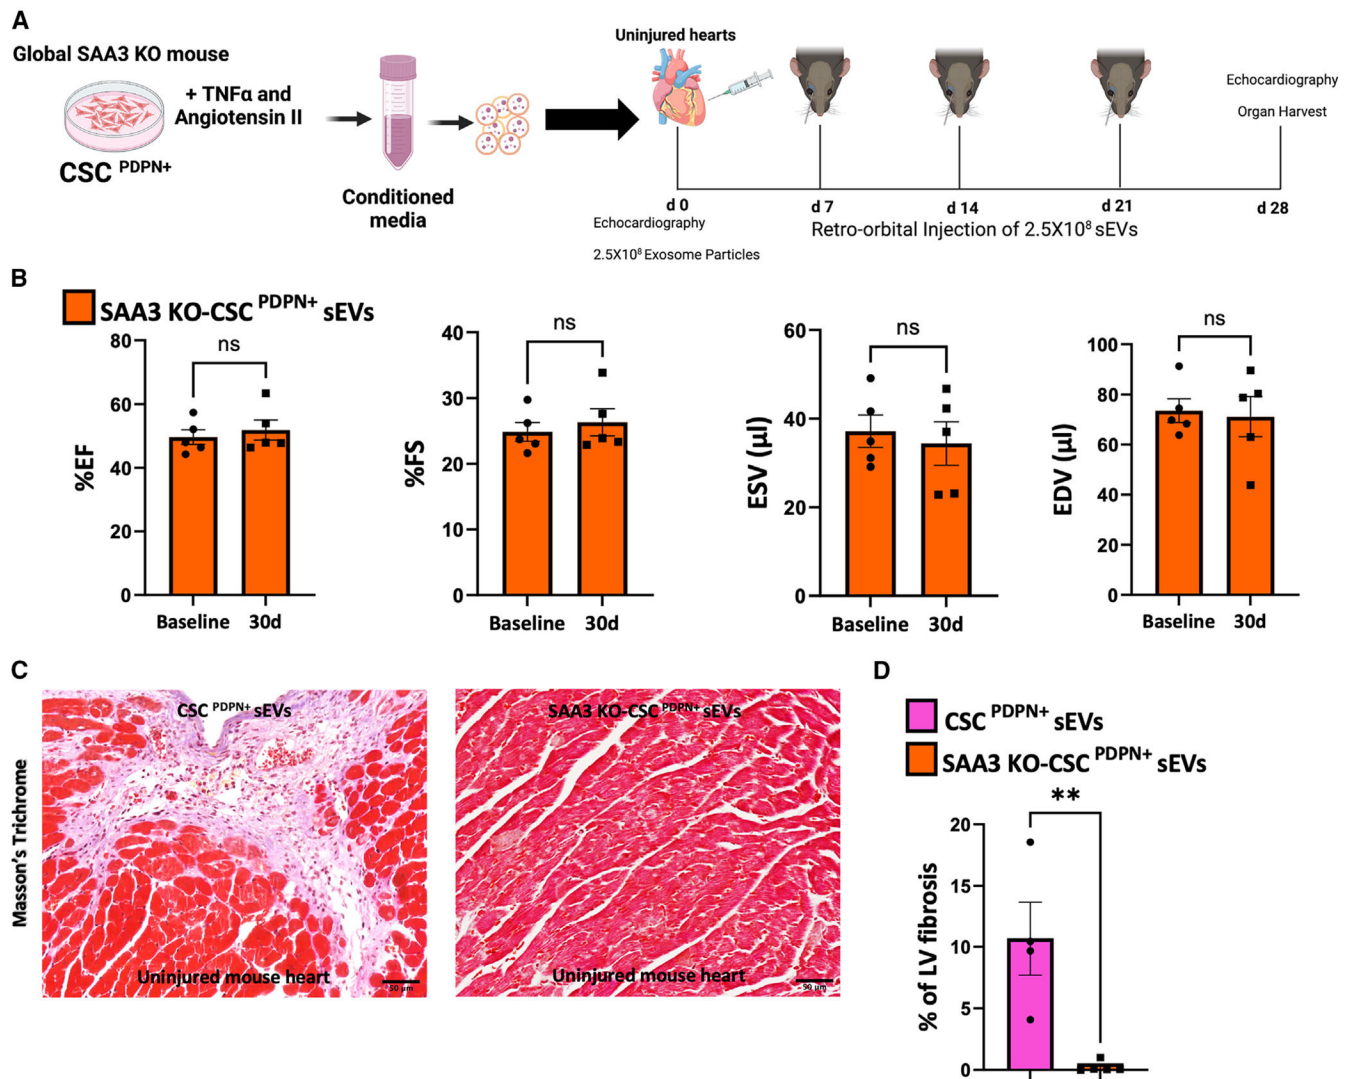 A
Global SAA3 KO mouse
+ TNFα and
Angiotensin II
CSC PDPN+
Conditioned
media
Uninjured hearts
Echocardiography
Organ Harvest
d 0
d 7
d 14
d 21
d 28
Echocardiography
2.5X10⁸ Exosome Particles
Retro-orbital Injection of 2.5X10⁸ sEVs
B
SAA3 KO-CSC PDPN+ sEVs
%EF
80
60
40
20
0
ns
Baseline 30d
%FS
40
30
20
10
0
ns
Baseline 30d
ESV (µl)
60
40
20
0
ns
Baseline 30d
EDV (µl)
100
80
60
40
20
0
ns
Baseline 30d
C
Masson's Trichrome
CSC PDPN+ sEVs
Uninjured mouse heart
50 µm
SAA3 KO-CSC PDPN+ sEVs
Uninjured mouse heart
50 µm
D
CSC PDPN+ sEVs
SAA3 KO-CSC PDPN+ sEVs
**
% of LV fibrosis
20
15
10
5
0